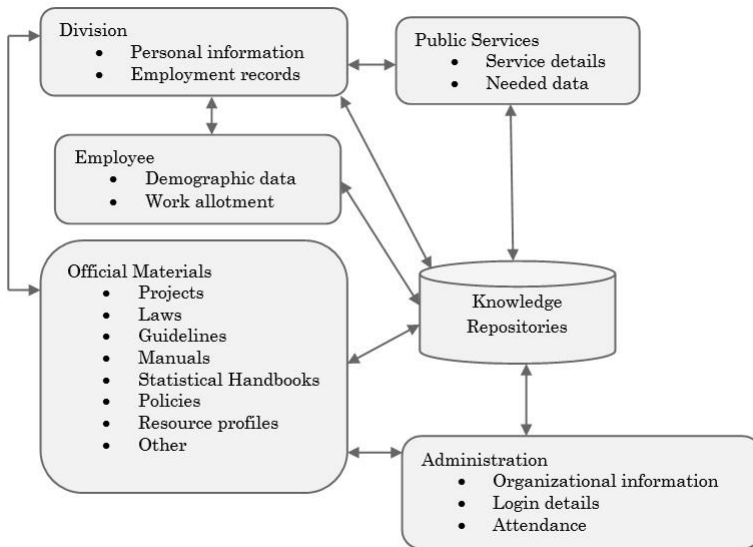 Division
• Personal information
• Employment records
Public Services
• Service details
• Needed data
Employee
• Demographic data
• Work allotment
Official Materials
• Projects
• Laws
• Guidelines
• Manuals
• Statistical Handbooks
• Policies
• Resource profiles
• Other
Knowledge
Repositories
Administration
• Organizational information
• Login details
• Attendance